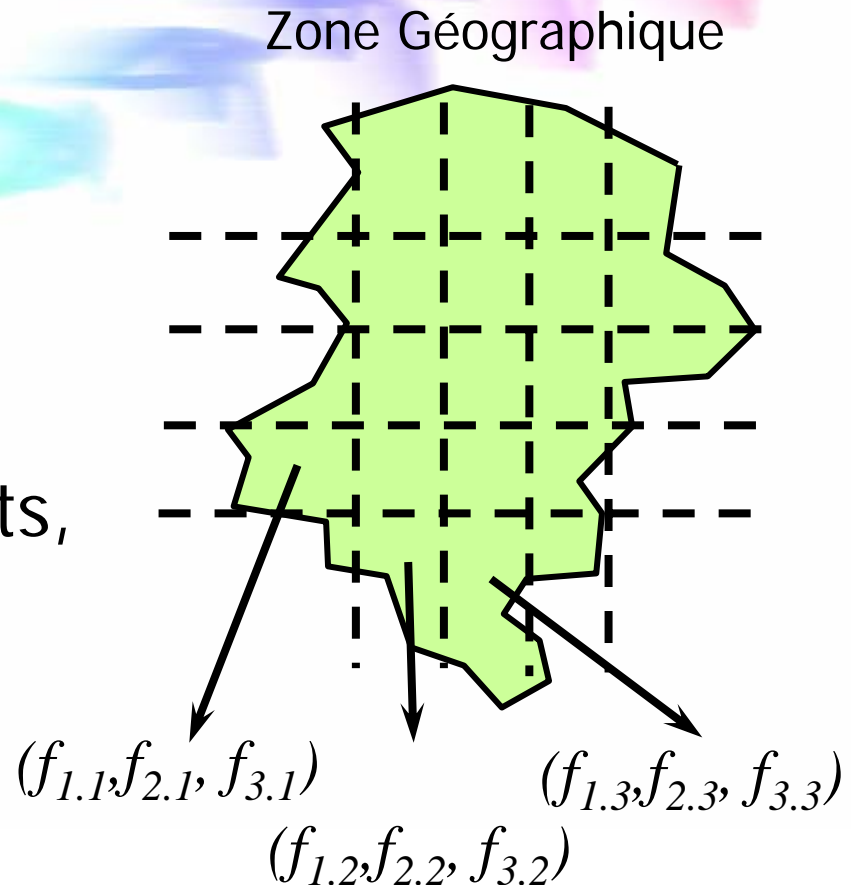 Zone Géographique
ts,
(f1.1,f2.1, f3.1)
(f1.3,f2.3, f3.3)
(f1.2,f2.2, f3.2)